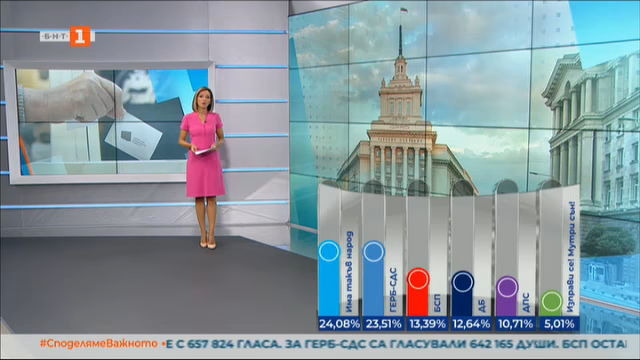 БНТ 1
Има такъв народ
ГЕРБ-СДС
БСП
ДБ
ДПС
Изправи се! Мутри вън!
24,08%
23,51%
13,39%
12,64%
10,71%
5,01%
#СподелямеВажното • Е С 657 824 ГЛАСА. ЗА ГЕРБ-СДС СА ГЛАСУВАЛИ 642 165 ДУШИ. БСП ОСТА